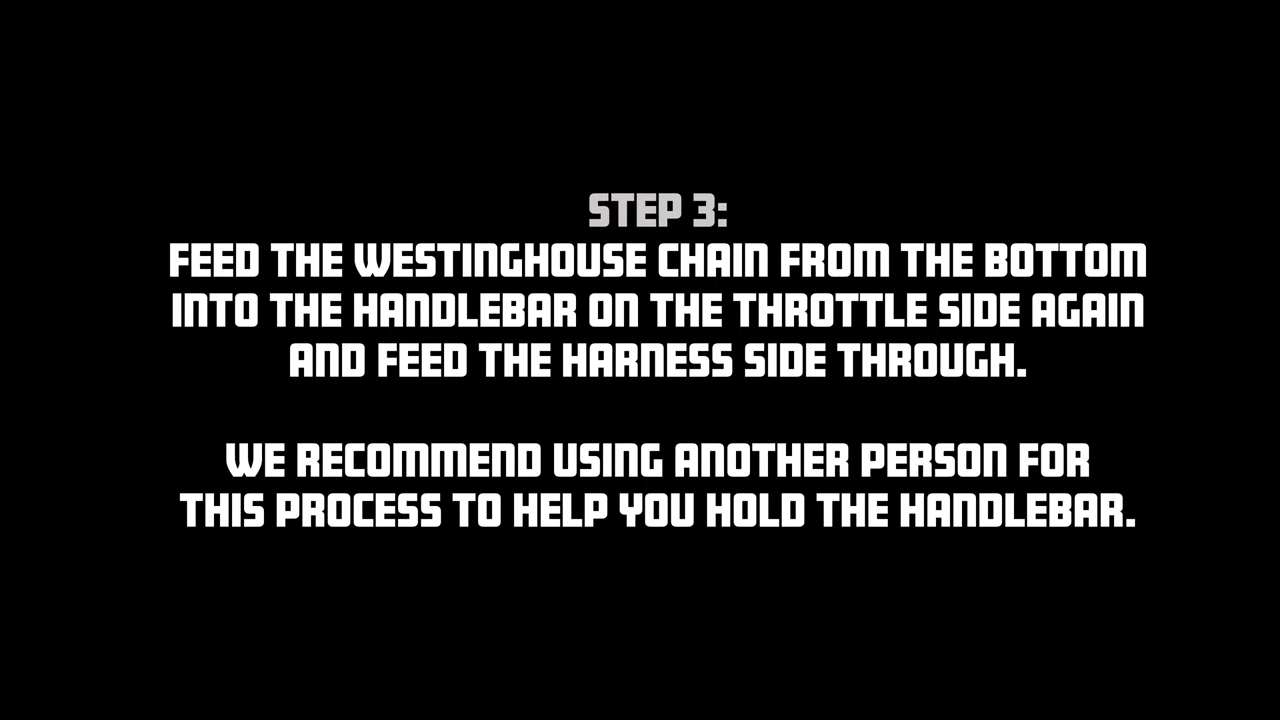 STEP 3:
FEED THE WESTINGHOUSE CHAIN FROM THE BOTTOM
INTO THE HANDLEBAR ON THE THROTTLE SIDE AGAIN
AND FEED THE HARNESS SIDE THROUGH.
WE RECOMMEND USING ANOTHER PERSON FOR
THIS PROCESS TO HELP YOU HOLD THE HANDLEBAR.